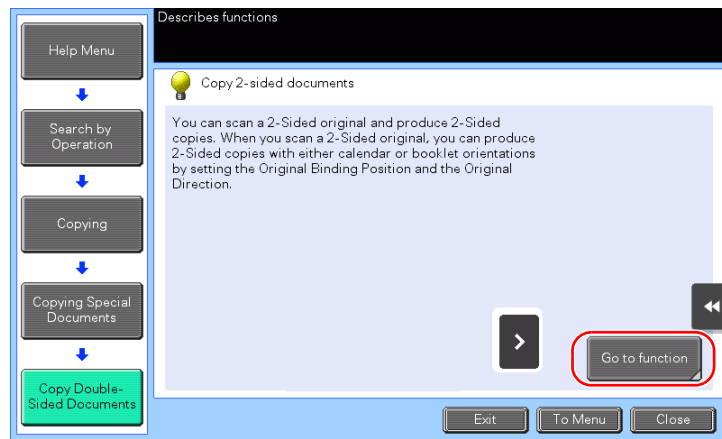 Describes functions
Help Menu
Search by
Operation
Copying
Copying Special
Documents
Copy Double-
Sided Documents
Copy 2-sided documents
You can scan a 2-Sided original and produce 2-Sided
copies. When you scan a 2-Sided original, you can produce
2-Sided copies with either calendar or booklet orientations
by setting the Original Binding Position and the Original
Direction.
Go to function
Exit
To Menu
Close